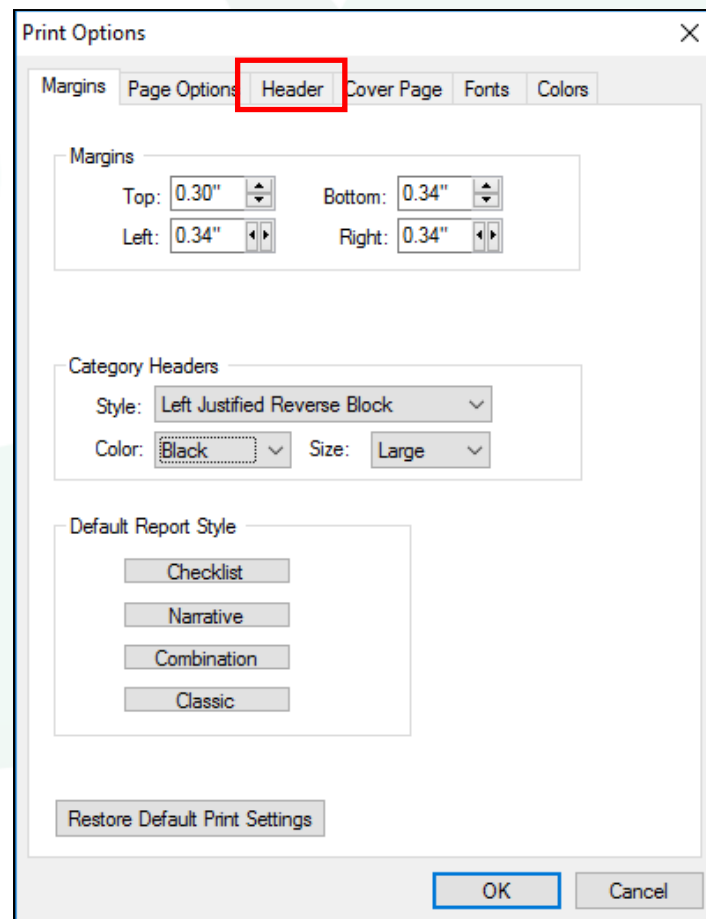 Print Options
Margins Page Options Header Cover Page Fonts Colors
Margins
Top: 0.30" Bottom: 0.34"
Left: 0.34" Right: 0.34"
Category Headers
Style: Left Justified Reverse Block
Color: Black Size: Large
Default Report Style
Checklist
Narrative
Combination
Classic
Restore Default Print Settings
OK Cancel